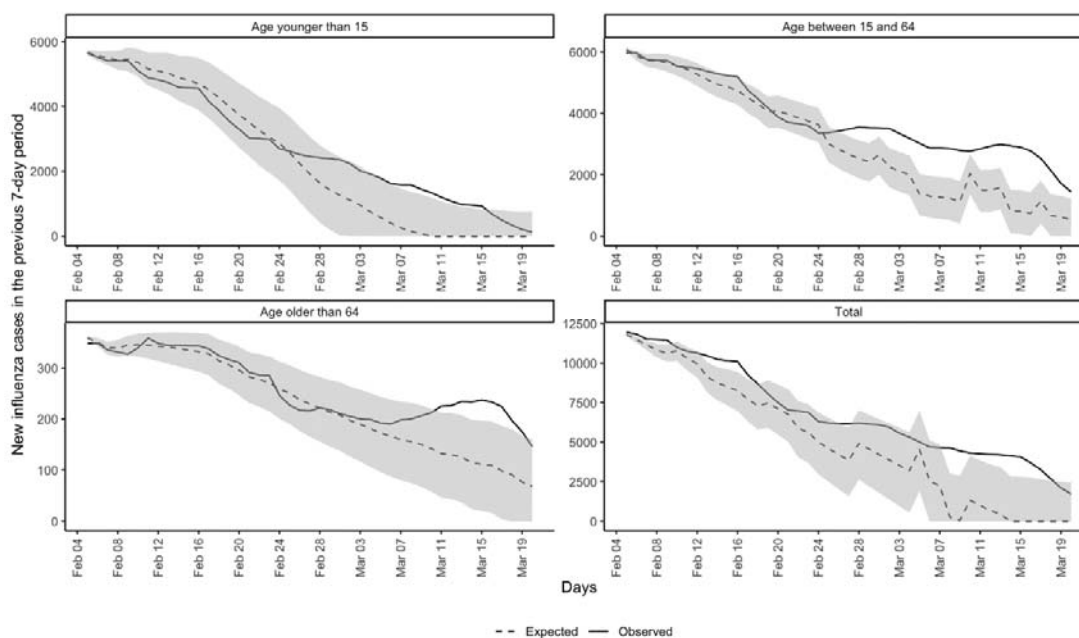 Age younger than 15
Age between 15 and 64
6000
4000
2000
0
Feb 04
Feb 08
Feb 12
Feb 16
Feb 20
Feb 24
Feb 28
Mar 03
Mar 07
Mar 11
Mar 15
Mar 19
6000
4000
2000
0
Feb 04
Feb 08
Feb 12
Feb 16
Feb 20
Feb 24
Feb 28
Mar 03
Mar 07
Mar 11
Mar 15
Mar 19
New influenza cases in the previous 7-day period
Age older than 64
Total
300
200
100
0
Feb 04
Feb 08
Feb 12
Feb 16
Feb 20
Feb 24
Feb 28
Mar 03
Mar 07
Mar 11
Mar 15
Mar 19
12500
10000
7500
5000
2500
0
Feb 04
Feb 08
Feb 12
Feb 16
Feb 20
Feb 24
Feb 28
Mar 03
Mar 07
Mar 11
Mar 15
Mar 19
Days
Expected Observed